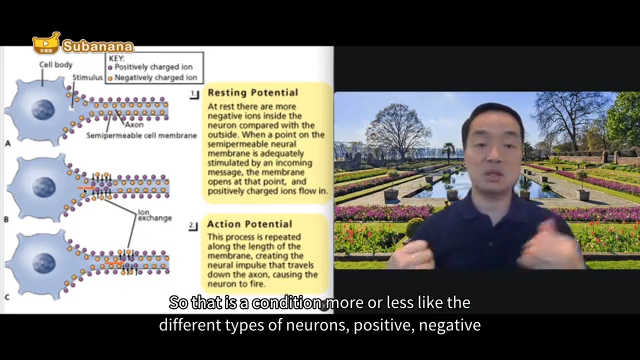 Subanana
KEY:
Positively charged ion
Negatively charged ion
Cell body
Stimulus
Axon
Semipermeable cell membrane
A
B
Ion
exchange
C
1.
Resting Potential
At rest there are more
negative ions inside the
neuron compared with the
outside. When a point on the
semipermeable neural
membrane is adequately
stimulated by an incoming
message, the membrane
opens at that point, and
positively charged ions flow in.
2.
Action Potential
This process is repeated
along the length of the
membrane, creating the
neural impulse that travels
down the axon, causing the
neuron to fire.
So that is a condition more or less like the
different types of neurons, positive, negative